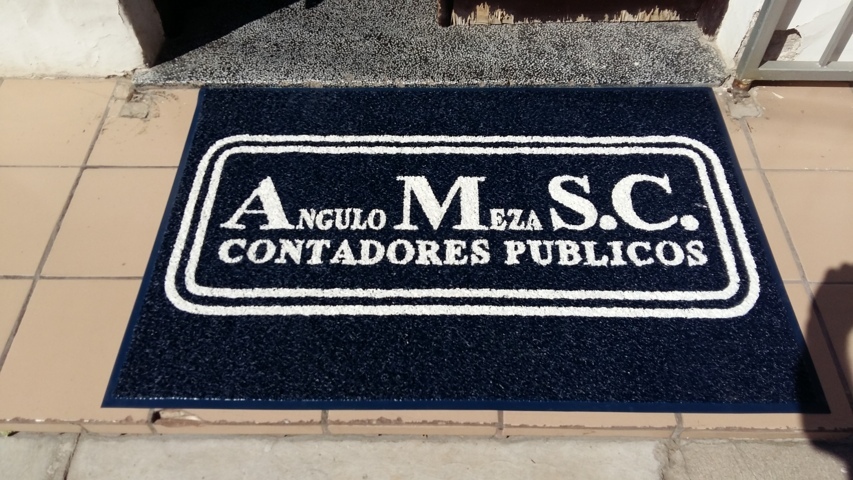 ANGULO MEZA S.C.
CONTADORES PUBLICOS